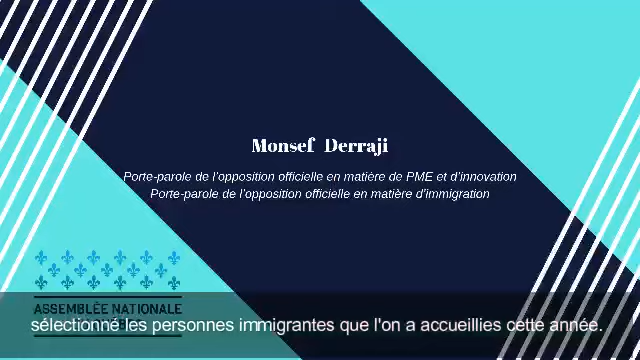 Monsef Derraji
Porte-parole de l'opposition officielle en matière de PME et d'innovation
Porte-parole de l'opposition officielle en matière d'immigration
ASSEMBLÉE NATIONALE
sélectionné les personnes immigrantes que l'on a accueillies cette année.